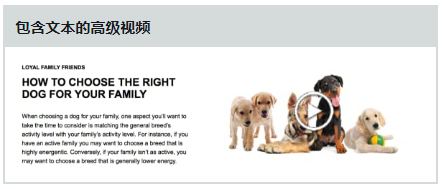 包含文本的高级视频
LOYAL FAMILY FRIENDS
HOW TO CHOOSE THE RIGHT
DOG FOR YOUR FAMILY
When choosing a dog for your family, one aspect you'll want to
take the time to consider is matching the general breed's
activity level with your family's activity level. For instance, if you
have an active family you may want to choose a breed that is
highly energantic. Conversely, if your family isn't as active, you
may want to choose a breed that is generally lower energy.